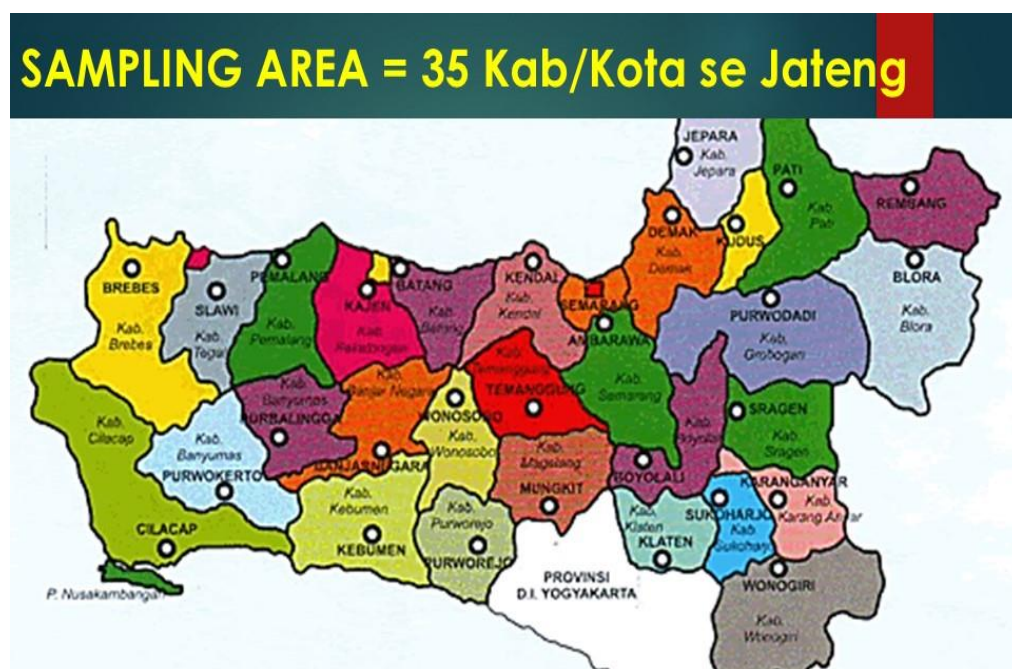 SAMPLING AREA = 35 Kab/Kota se Jateng
JEPARA
Kab.
Jepara
PATI
Kab.
Pati
REMBANG
DEMAK
Kab.
Demak
KUDUS
BREBES
Kab.
Brebes
SLAWI
Kab.
Tegal
PEMALANG
Kab.
Pemalang
KAJEN
Kab.
Pekalongan
BATANG
Kab.
Batang
KENDAL
Kab.
Kendal
SEMARANG
AMBARAWA
Kab.
Semarang
PURWODADI
Kab.
Grobogan
BLORA
Kab.
Blora
Kab.
Cilacap
Kab.
Banyumas
PURWOKERTO
Kab.
Banyumas
PURBALINGGA
Kab.
Banjar Negara
BANJARNEGARA
WONOSOBO
Kab.
Wonosobo
Kab.
Temanggung
TEMANGGUNG
Kab.
Magelang
MUNGKIT
Kab.
Boyolali
BOYOLALI
SRAGEN
Kab.
Sragen
KARANGANYAR
Kab.
Karang Anyar
SUKOHARJO
Kab.
Sukoharjo
Kab.
Klaten
KLATEN
CILACAP
P. Nusakambangan
Kab.
Kebumen
KEBUMEN
Kab.
Purworejo
PURWOREJO
PROVINSI
D.I. YOGYAKARTA
WONOGIRI
Kab.
Wonogiri